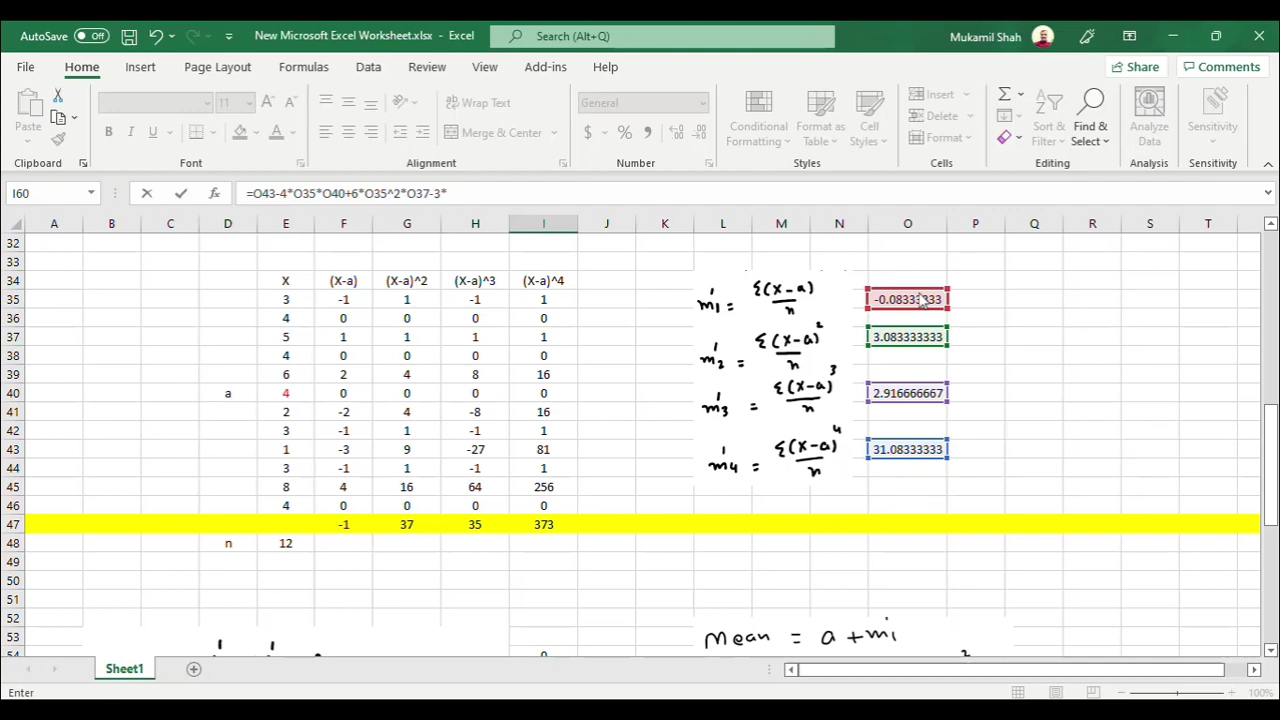 AutoSave Off New Microsoft Excel Worksheet.xlsx - Excel Search (Alt+Q) Mukamil Shah
File Home Insert Page Layout Formulas Data Review View Add-ins Help Share Comments
Paste 11 A^ A˅ Wrap Text General Insert
B I U A Merge & Center $ % Conditional Formatting Format as Table Cell Styles Delete Sort & Filter Find & Select Analyze Data Sensitivity
Format
Clipboard Font Alignment Number Styles Cells Editing Analysis Sensitivity
I60 fx =O43-4*O35*O40+6*O35^2*O37-3*
A B C D E F G H I J K L M N O P Q R S T
32
33
34 X (X-a) (X-a)^2 (X-a)^3 (X-a)^4
35 3 -1 1 -1 1 m₁' = Σ(x-a)/n -0.08333333
36 4 0 0 0 0
37 5 1 1 1 1 m₂' = Σ(x-a)²/n 3.083333333
38 4 0 0 0 0
39 6 2 4 8 16
40 a 4 0 0 0 0 m₃' = Σ(x-a)³/n 2.916666667
41 2 -2 4 -8 16
42 3 -1 1 -1 1
43 1 -3 9 -27 81 m₄' = Σ(x-a)⁴/n 31.08333333
44 3 -1 1 -1 1
45 8 4 16 64 256
46 4 0 0 0 0
47 -1 37 35 373
48 n 12
49
50
51
52
53 Mean = a + m₁'
54 0 2
Sheet1
Enter 100%